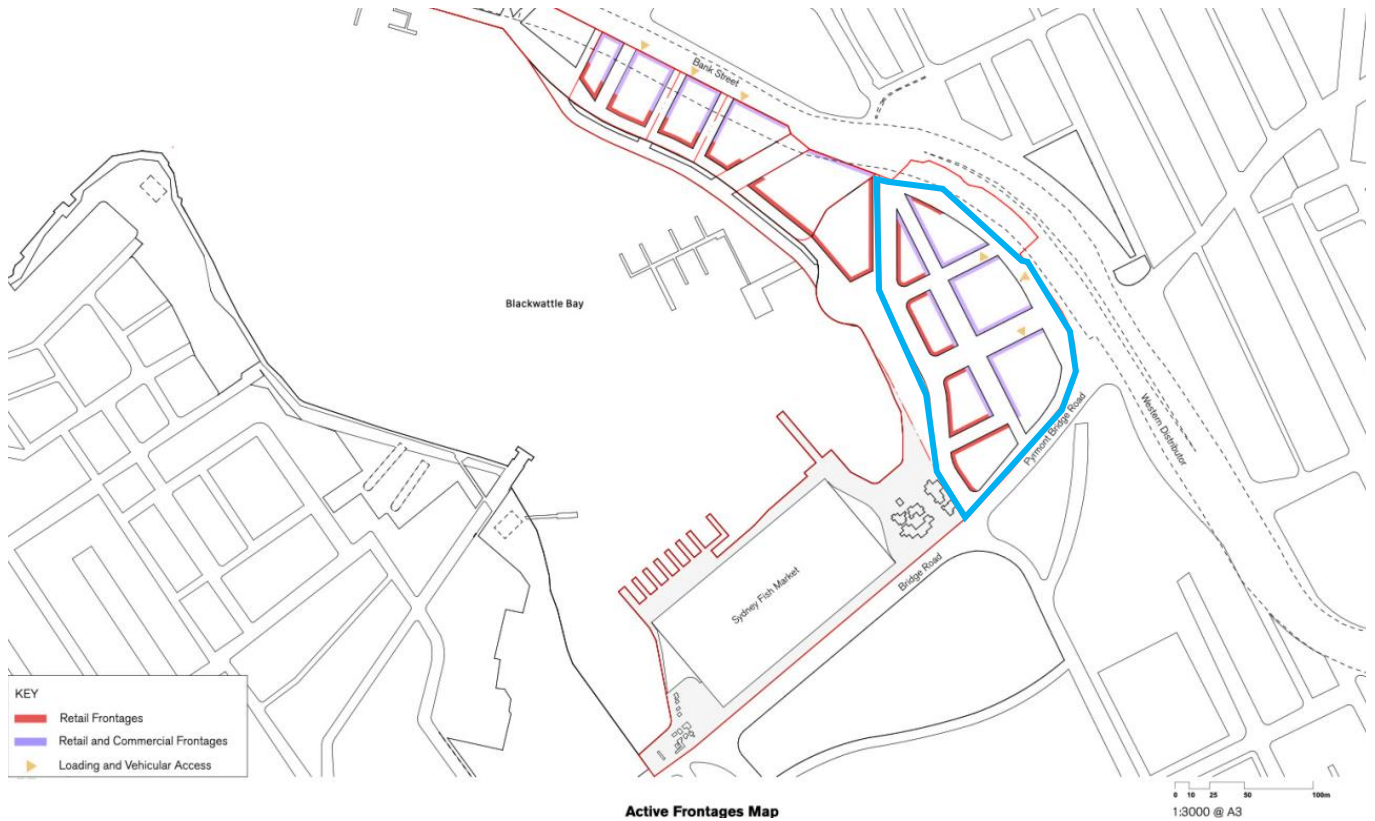 Bank Street
Blackwattle Bay
Western Distributor
Pyrmont Bridge Road
Sydney Fish Market
Bridge Road
KEY
Retail Frontages
Retail and Commercial Frontages
Loading and Vehicular Access
Active Frontages Map
0 10 25 50 100m
1:3000 @ A3